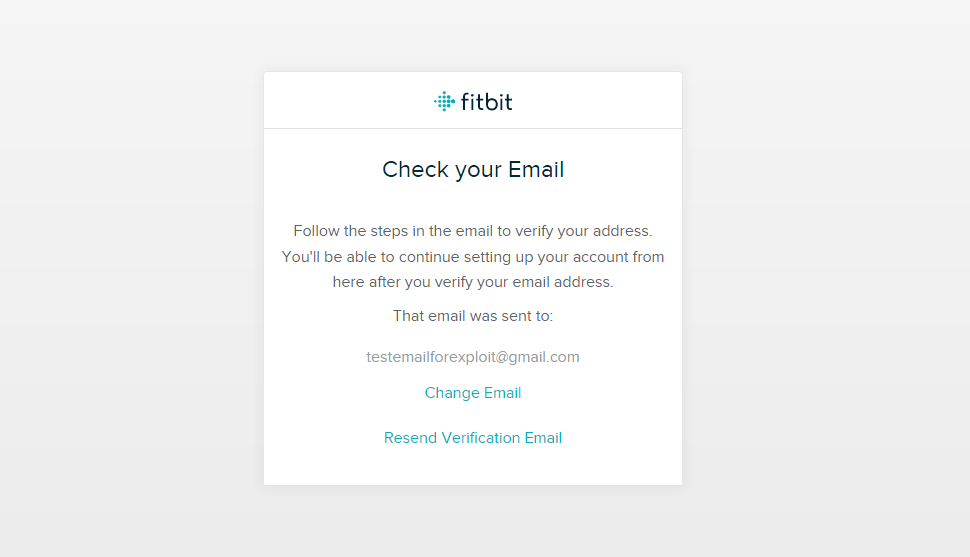 fitbit
Check your Email
Follow the steps in the email to verify your address.
You'll be able to continue setting up your account from
here after you verify your email address.
That email was sent to:
testemailforexploit@gmail.com
Change Email
Resend Verification Email